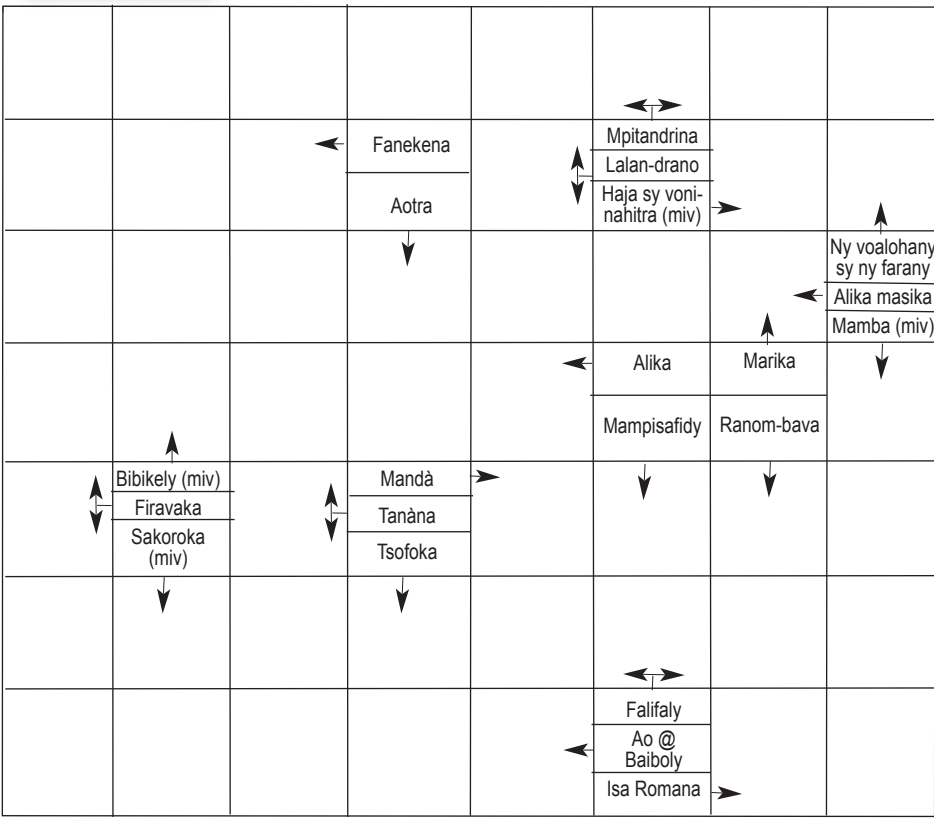 Fanekena
Aotra
Mpitandrina
Lalan-drano
Haja sy voni-
nahitra (miv)
Ny voalohany
sy ny farany
Alika masika
Mamba (miv)
Alika
Mampisafidy
Marika
Ranom-bava
Bibikely (miv)
Firavaka
Sakoroka
(miv)
Mandà
Tanàna
Tsofoka
Falifaly
Ao @
Baiboly
Isa Romana